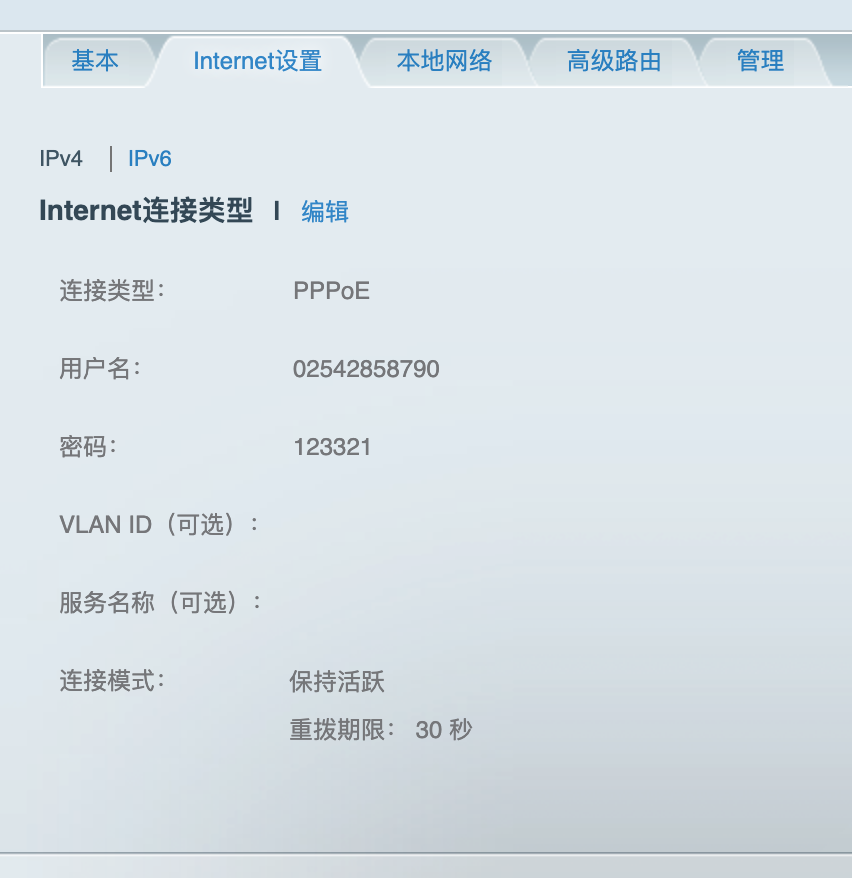 基本 Internet设置 本地网络 高级路由 管理
IPv4 | IPv6
Internet连接类型 | 编辑
连接类型： PPPoE
用户名： 02542858790
密码： 123321
VLAN ID（可选）：
服务名称（可选）：
连接模式： 保持活跃
重拨期限： 30 秒